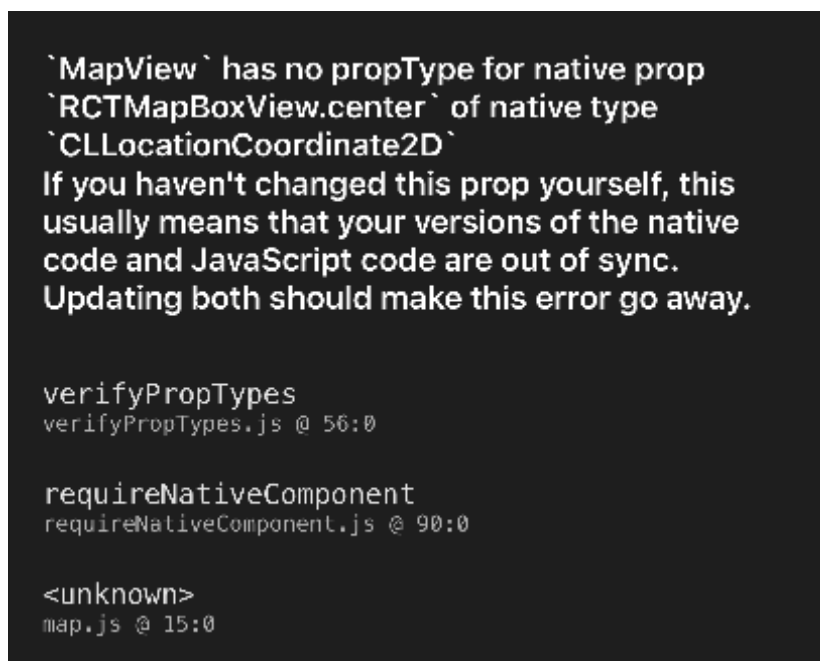 `MapView` has no propType for native prop
`RCTMapBoxView.center` of native type
`CLLocationCoordinate2D`
If you haven't changed this prop yourself, this
usually means that your versions of the native
code and JavaScript code are out of sync.
Updating both should make this error go away.
verifyPropTypes
verifyPropTypes.js @ 56:0
requireNativeComponent
requireNativeComponent.js @ 90:0
<unknown>
map.js @ 15:0